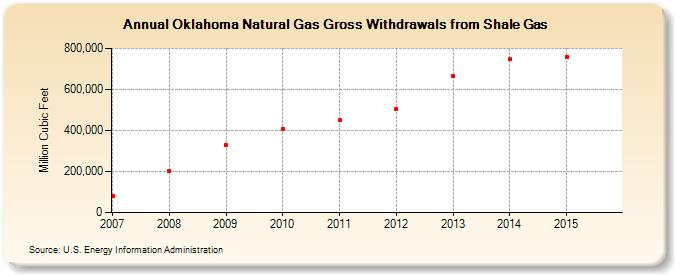 Annual Oklahoma Natural Gas Gross Withdrawals from Shale Gas
Million Cubic Feet
800,000
600,000
400,000
200,000
0
2007 2008 2009 2010 2011 2012 2013 2014 2015
Source: U.S. Energy Information Administration